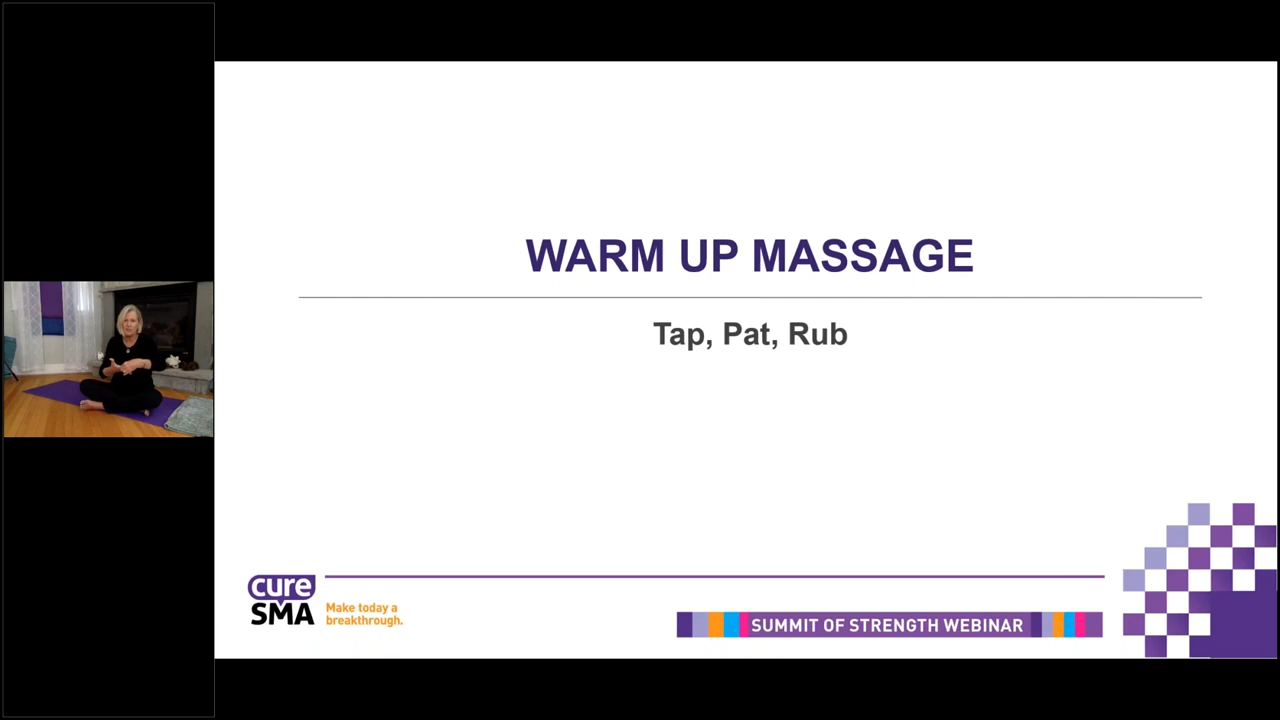 WARM UP MASSAGE
Tap, Pat, Rub
cure
SMA
Make today a
breakthrough.
SUMMIT OF STRENGTH WEBINAR